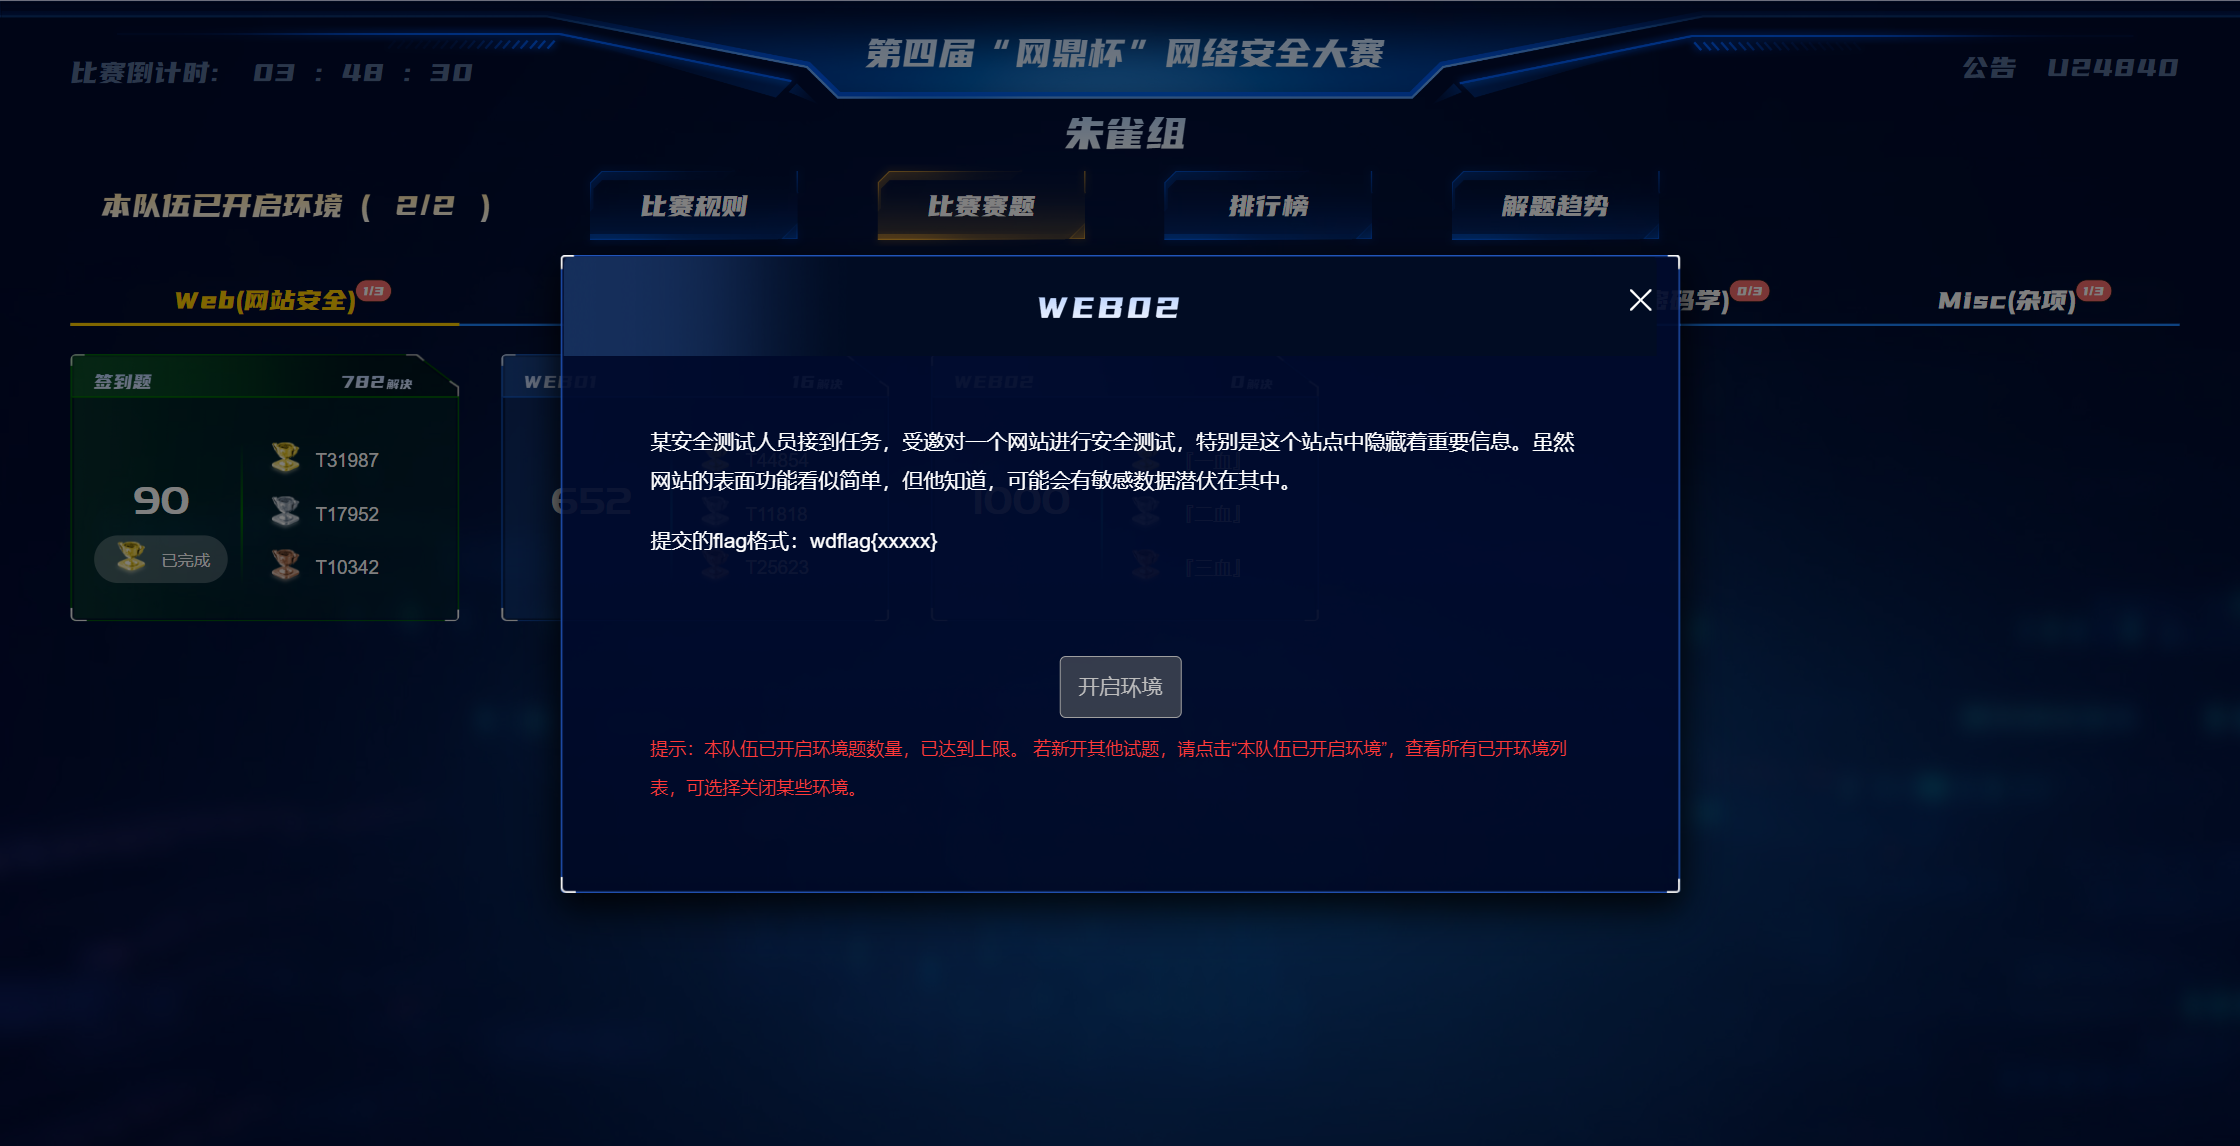 第四届“网鼎杯”网络安全大赛
比赛倒计时： 03 : 48 : 30
公告 U24840
朱雀组
本队伍已开启环境 ( 2/2 )
比赛规则
比赛赛题
排行榜
解题趋势
Web(网站安全) 1/3
码学) 0/3
Misc(杂项) 1/3
WEB02
签到题 782解决
WEB01 16解决
WEB02 0解决
90
已完成
T31987
T17952
T10342
652
T11818
T25623
1000
『二血』
『三血』
某安全测试人员接到任务，受邀对一个网站进行安全测试，特别是这个站点中隐藏着重要信息。虽然
网站的表面功能看似简单，但他知道，可能会有敏感数据潜伏在其中。
提交的flag格式：wdflag{xxxxx}
开启环境
提示：本队伍已开启环境题数量，已达到上限。 若新开其他试题，请点击“本队伍已开启环境”，查看所有已开环境列
表，可选择关闭某些环境。